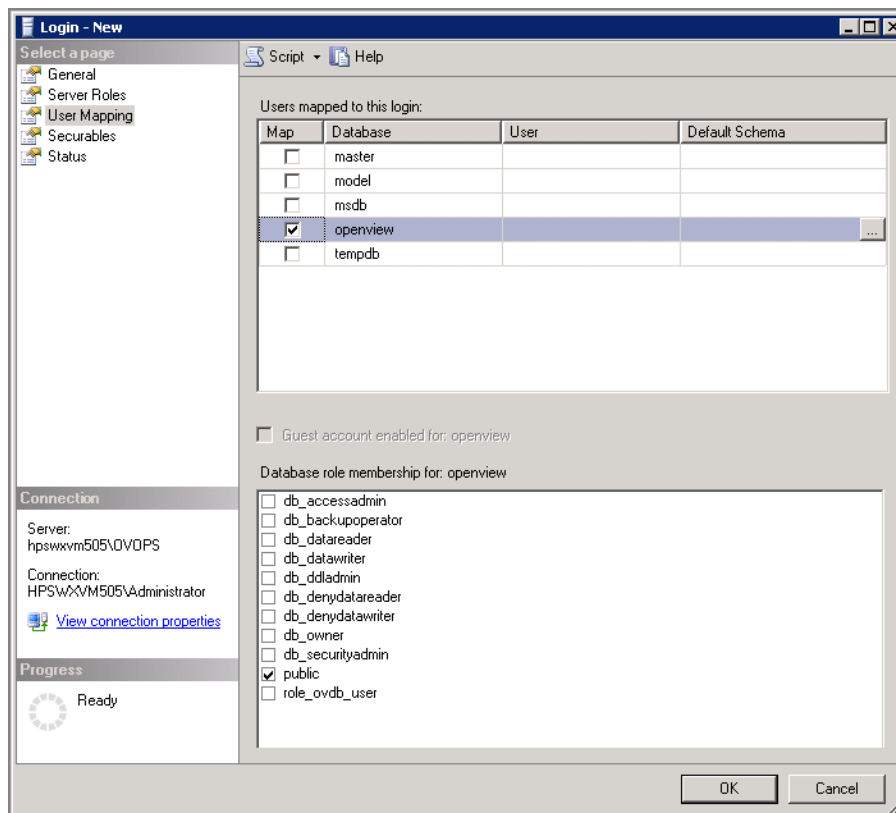 Login - New
Select a page
General
Server Roles
User Mapping
Securables
Status
Script Help
Users mapped to this login:
Map Database User Default Schema
master
model
msdb
openview ...
tempdb
Guest account enabled for: openview
Database role membership for: openview
db_accessadmin
db_backupoperator
db_datareader
db_datawriter
db_ddladmin
db_denydatareader
db_denydatawriter
db_owner
db_securityadmin
public
role_ovdb_user
Connection
Server:
hpswxvm505\OVOPS
Connection:
HPSWXVM505\Administrator
View connection properties
Progress
Ready
OK Cancel